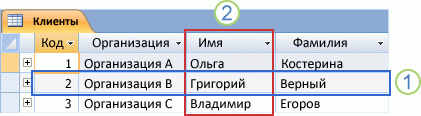 2
Клиенты
Код Организация Имя Фамилия
1 Организация A Ольга Костерина
2 Организация B Григорий Верный 1
3 Организация C Владимир Егоров